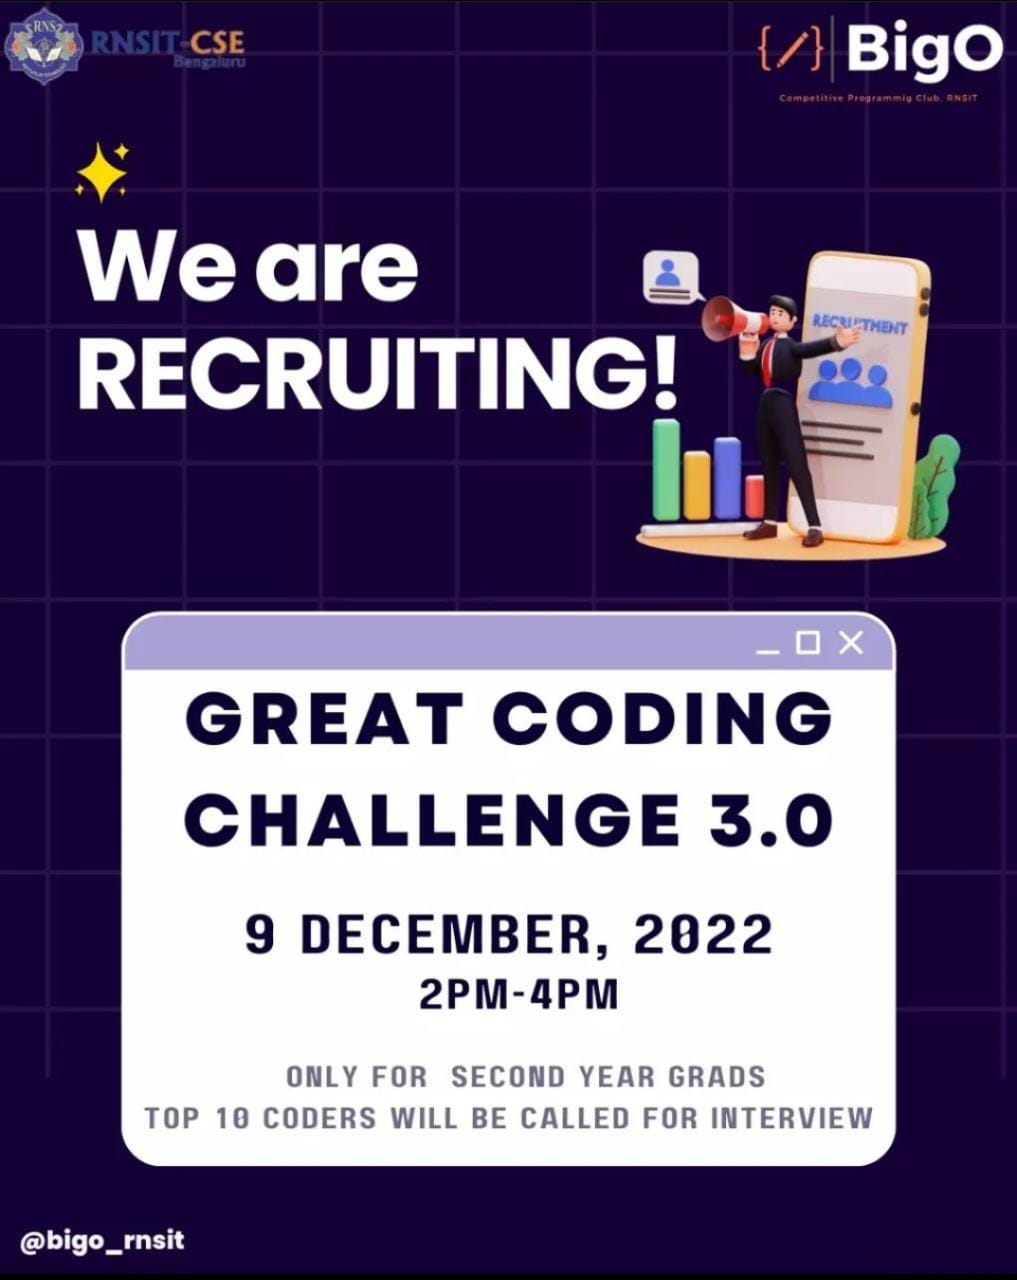 RNS
RNSIT-CSE
Bengaluru
{/} BigO
Competitive Programmig Club. RNSIT
We are
RECRUITING!
RECRUITMENT
GREAT CODING
CHALLENGE 3.0
9 DECEMBER, 2022
2PM-4PM
ONLY FOR SECOND YEAR GRADS
TOP 10 CODERS WILL BE CALLED FOR INTERVIEW
@bigo_rnsit